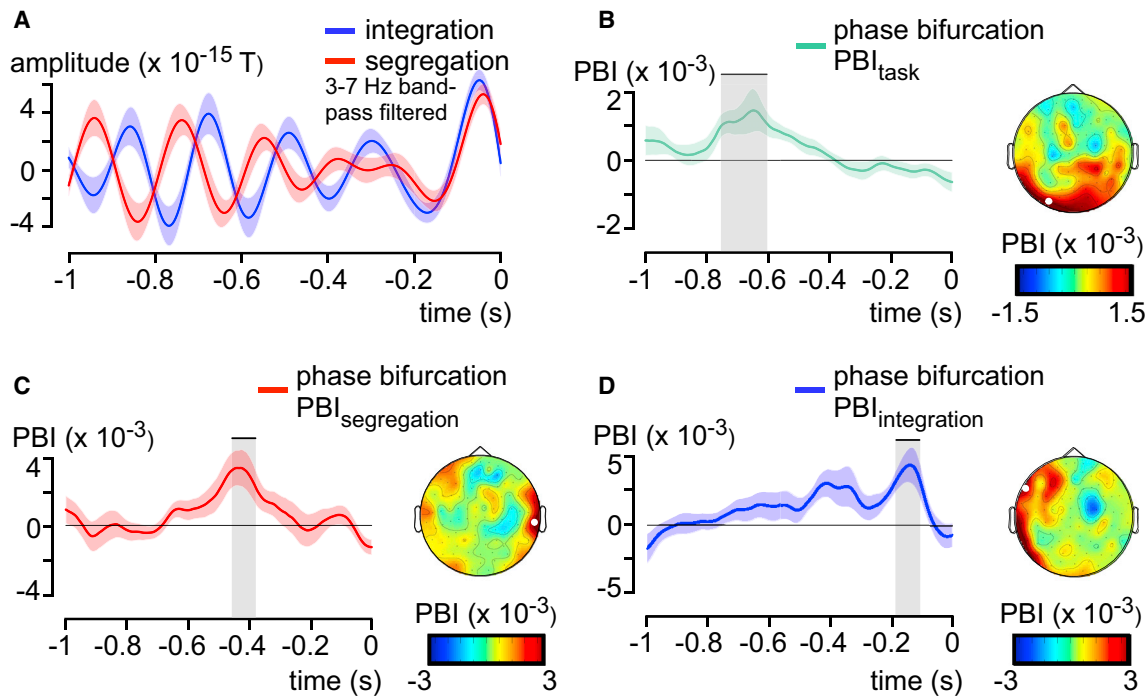 A
integration
segregation
3-7 Hz band-
pass filtered
amplitude (x 10⁻¹⁵ T)
4
2
0
-2
-4
-1 -0.8 -0.6 -0.4 -0.2 0
time (s)
B
phase bifurcation
PBI_task
PBI (x 10⁻³)
2
0
-2
-1 -0.8 -0.6 -0.4 -0.2 0
time (s)
PBI (x 10⁻³)
-1.5 1.5
C
phase bifurcation
PBI_segregation
PBI (x 10⁻³)
4
0
-4
-1 -0.8 -0.6 -0.4 -0.2 0
time (s)
PBI (x 10⁻³)
-3 3
D
phase bifurcation
PBI_integration
PBI (x 10⁻³)
5
0
-5
-1 -0.8 -0.6 -0.4 -0.2 0
time (s)
PBI (x 10⁻³)
-3 3